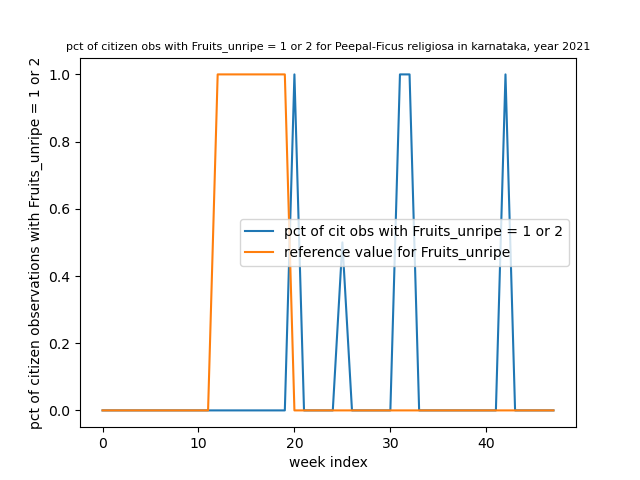 pct of citizen obs with Fruits_unripe = 1 or 2 for Peepal-Ficus religiosa in karnataka, year 2021
pct of citizen observations with Fruits_unripe = 1 or 2
1.0
0.8
0.6
0.4
0.2
0.0
pct of cit obs with Fruits_unripe = 1 or 2
reference value for Fruits_unripe
0 10 20 30 40
week index